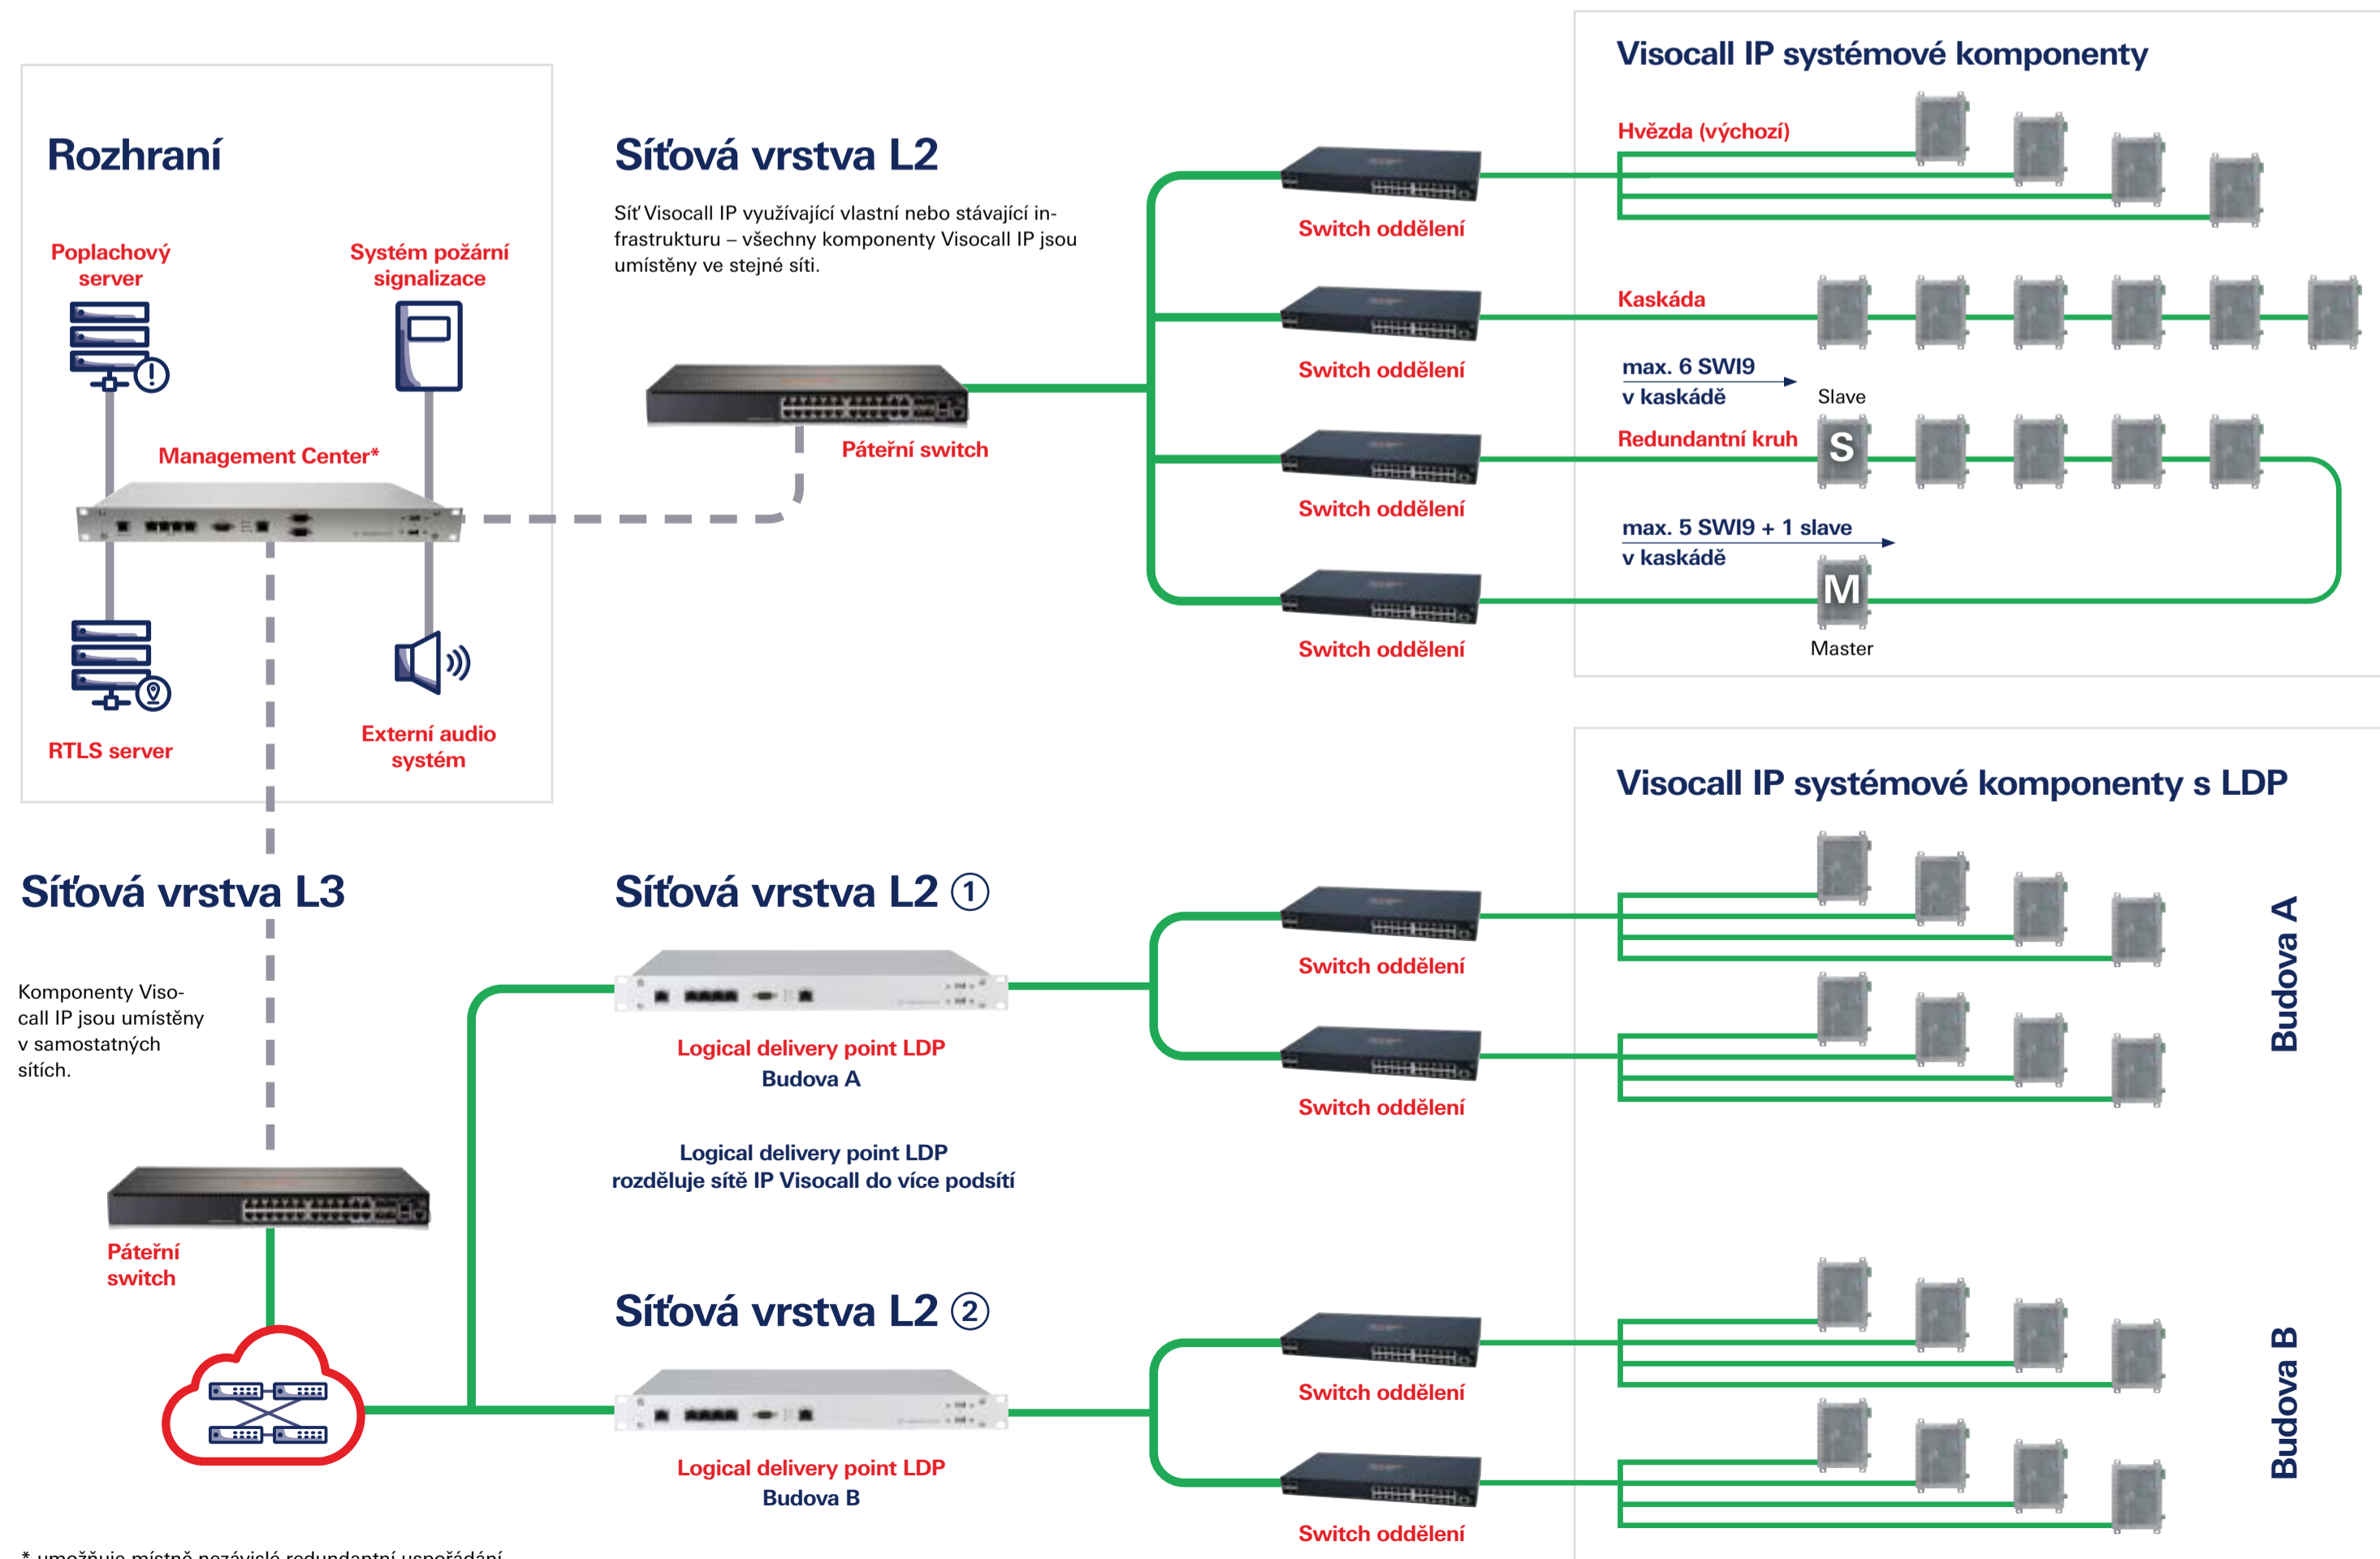 Rozhraní
Poplachový
server
Systém požární
signalizace
Management Center*
RTLS server
Externí audio
systém
Síťová vrstva L2
Síť Visocall IP využívající vlastní nebo stávající in-
frastrukturu – všechny komponenty Visocall IP jsou
umístěny ve stejné síti.
Páteřní switch
Switch oddělení
Switch oddělení
Switch oddělení
Switch oddělení
Visocall IP systémové komponenty
Hvězda (výchozí)
Kaskáda
max. 6 SWI9
v kaskádě
Slave
Redundantní kruh
S
max. 5 SWI9 + 1 slave
v kaskádě
M
Master
Síťová vrstva L3
Komponenty Viso-
call IP jsou umístěny
v samostatných
sítích.
Páteřní
switch
Síťová vrstva L2 ①
Logical delivery point LDP
Budova A
Logical delivery point LDP
rozděluje sítě IP Visocall do více podsítí
Síťová vrstva L2 ②
Logical delivery point LDP
Budova B
Switch oddělení
Switch oddělení
Switch oddělení
Switch oddělení
Visocall IP systémové komponenty s LDP
Budova A
Budova B
* umožňuje místně nezávislé redundantní uspořádání